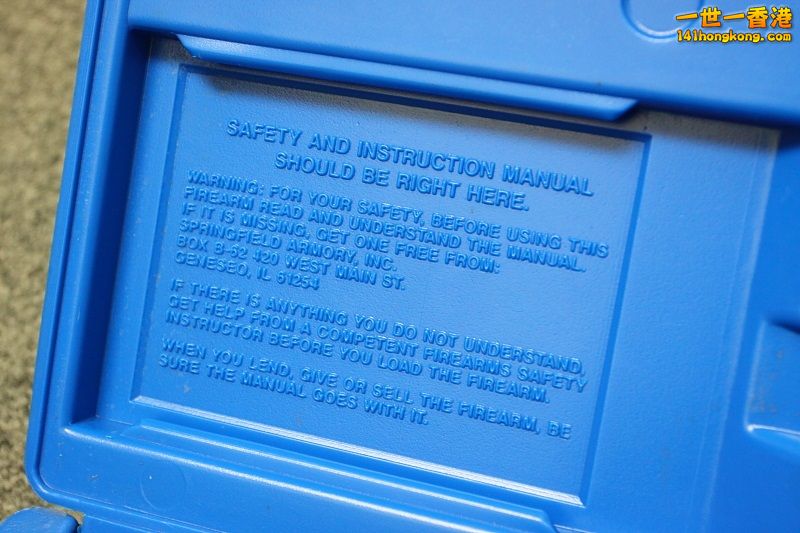 一世一香港
141hongkong.com
SAFETY AND INSTRUCTION MANUAL
SHOULD BE RIGHT HERE.
WARNING: FOR YOUR SAFETY, BEFORE USING THIS
FIREARM READ AND UNDERSTAND THE MANUAL.
IF IT IS MISSING, GET ONE FREE FROM:
SPRINGFIELD ARMORY, INC.
BOX B-52 420 WEST MAIN ST.
GENESEO, IL 61254
IF THERE IS ANYTHING YOU DO NOT UNDERSTAND,
GET HELP FROM A COMPETENT FIREARMS SAFETY
INSTRUCTOR BEFORE YOU LOAD THE FIREARM.
WHEN YOU LEND, GIVE OR SELL THE FIREARM, BE
SURE THE MANUAL GOES WITH IT.